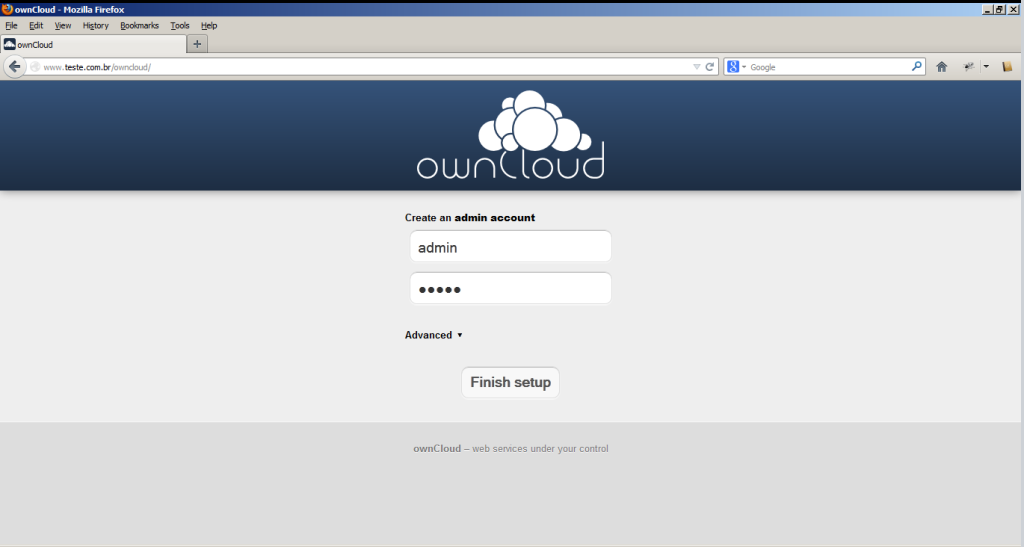 ownCloud - Mozilla Firefox
File Edit View History Bookmarks Tools Help
ownCloud
www.teste.com.br/owncloud/
8 Google
ownCloud
Create an admin account
admin
●●●●●
Advanced ▼
Finish setup
ownCloud – web services under your control